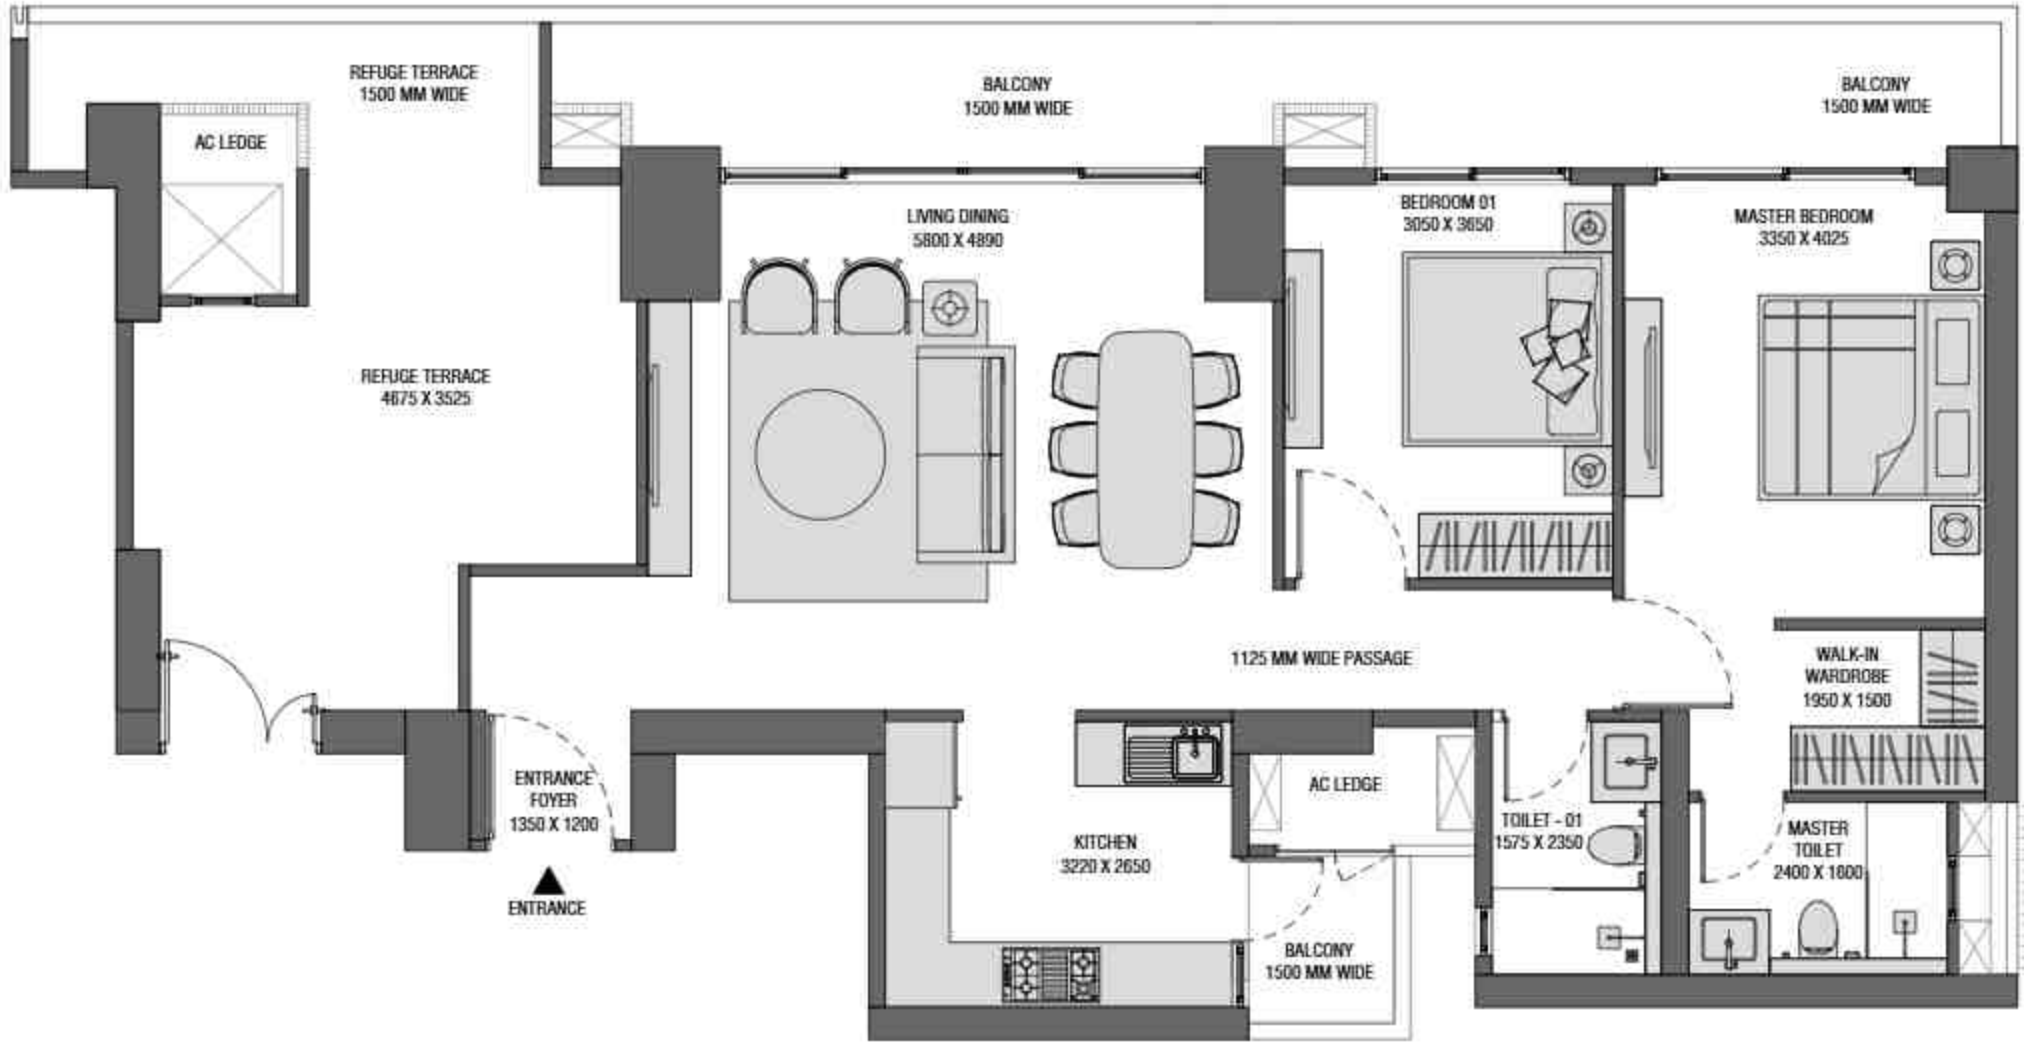 REFUGE TERRACE
1500 MM WIDE
BALCONY
1500 MM WIDE
BALCONY
1500 MM WIDE
AC LEDGE
LIVING DINING
5800 X 4890
BEDROOM 01
3050 X 3650
MASTER BEDROOM
3350 X 4025
REFUGE TERRACE
4675 X 3525
1125 MM WIDE PASSAGE
WALK-IN
WARDROBE
1950 X 1500
ENTRANCE
FOYER
1350 X 1200
AC LEDGE
KITCHEN
3220 X 2650
TOILET - 01
1575 X 2350
MASTER
TOILET
2400 X 1600
ENTRANCE
BALCONY
1500 MM WIDE